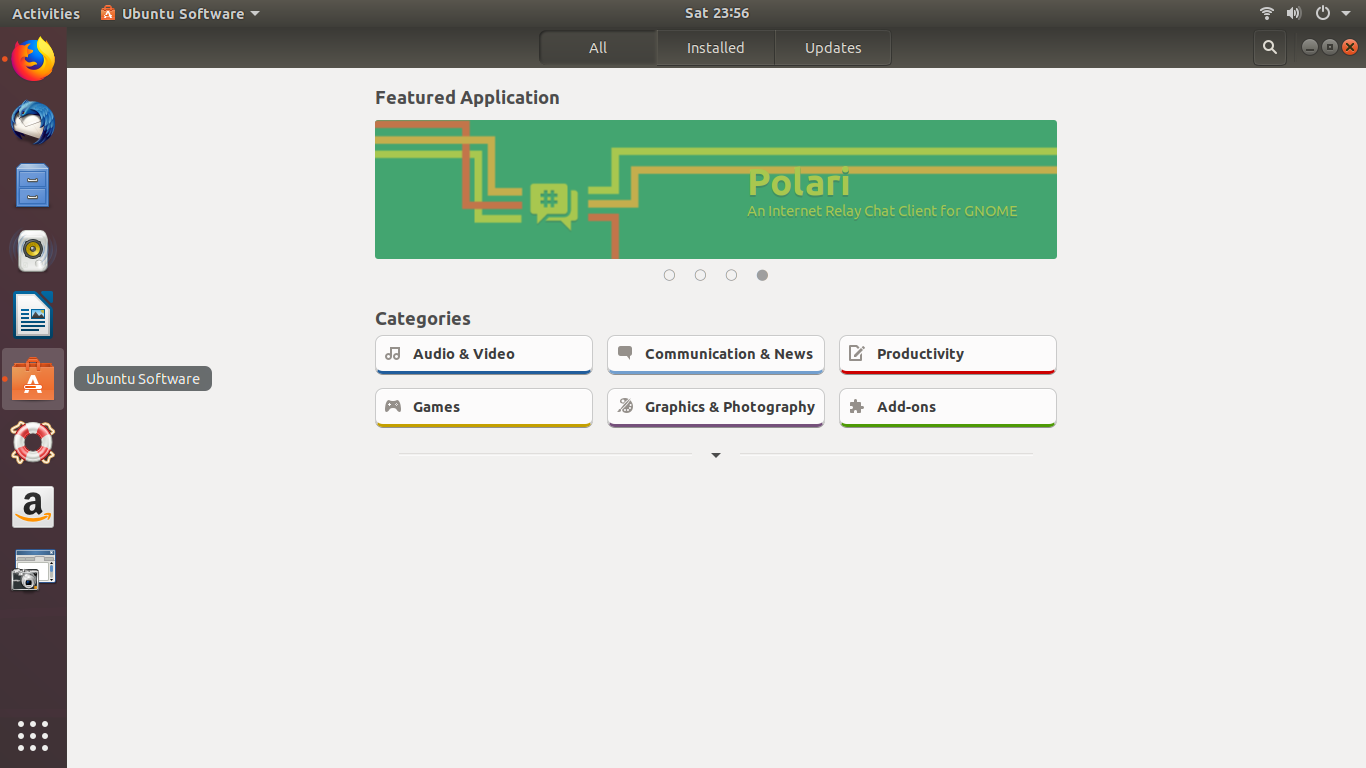 Activities
Ubuntu Software
Sat 23:56
All
Installed
Updates
Featured Application
#
Polari
An Internet Relay Chat Client for GNOME
Categories
Audio & Video
Communication & News
Productivity
Games
Graphics & Photography
Add-ons
Ubuntu Software
A
a